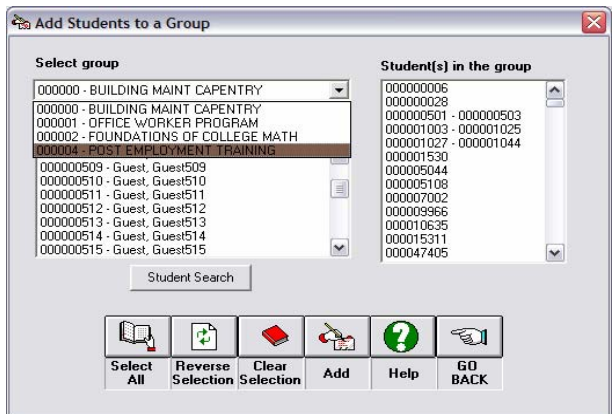 Add Students to a Group
Select group
000000 - BUILDING MAINT CAPENTRY
000000 - BUILDING MAINT CAPENTRY
000001 - OFFICE WORKER PROGRAM
000002 - FOUNDATIONS OF COLLEGE MATH
000004 - POST EMPLOYMENT TRAINING
000000509 - Guest, Guest509
000000510 - Guest, Guest510
000000511 - Guest, Guest511
000000512 - Guest, Guest512
000000513 - Guest, Guest513
000000514 - Guest, Guest514
000000515 - Guest, Guest515
Student Search
Student(s) in the group
000000006
000000028
000000501 - 000000503
000001003 - 000001025
000001027 - 000001044
000001530
000005044
000005108
000007002
000009966
000010635
000015311
000047405
Select All
Reverse Selection
Clear Selection
Add
Help
GO BACK